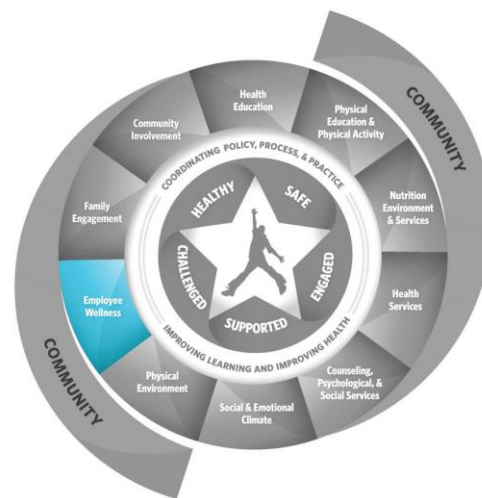 COMMUNITY
Health
Education
Physical
Education &
Physical Activity
Nutrition
Environment
& Services
Health
Services
Counseling,
Psychological, &
Social Services
Social & Emotional
Climate
Physical
Environment
Employee
Wellness
Family
Engagement
Community
Involvement
COORDINATING POLICY, PROCESS, & PRACTICE
IMPROVING LEARNING AND IMPROVING HEALTH
HEALTHY
SAFE
ENGAGED
SUPPORTED
CHALLENGED
COMMUNITY